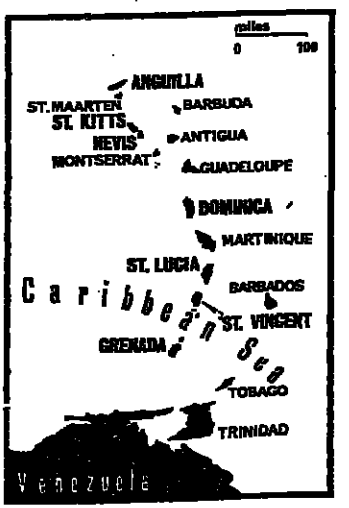 miles
0 100
ANGUILLA
ST. MAARTEN
BARBUDA
ST. KITTS
NEVIS
ANTIGUA
MONTSERRAT
GUADELOUPE
DOMINICA
MARTINIQUE
ST. LUCIA
BARBADOS
Caribbean Sea
ST. VINCENT
GRENADA
TOBAGO
TRINIDAD
Venezuela